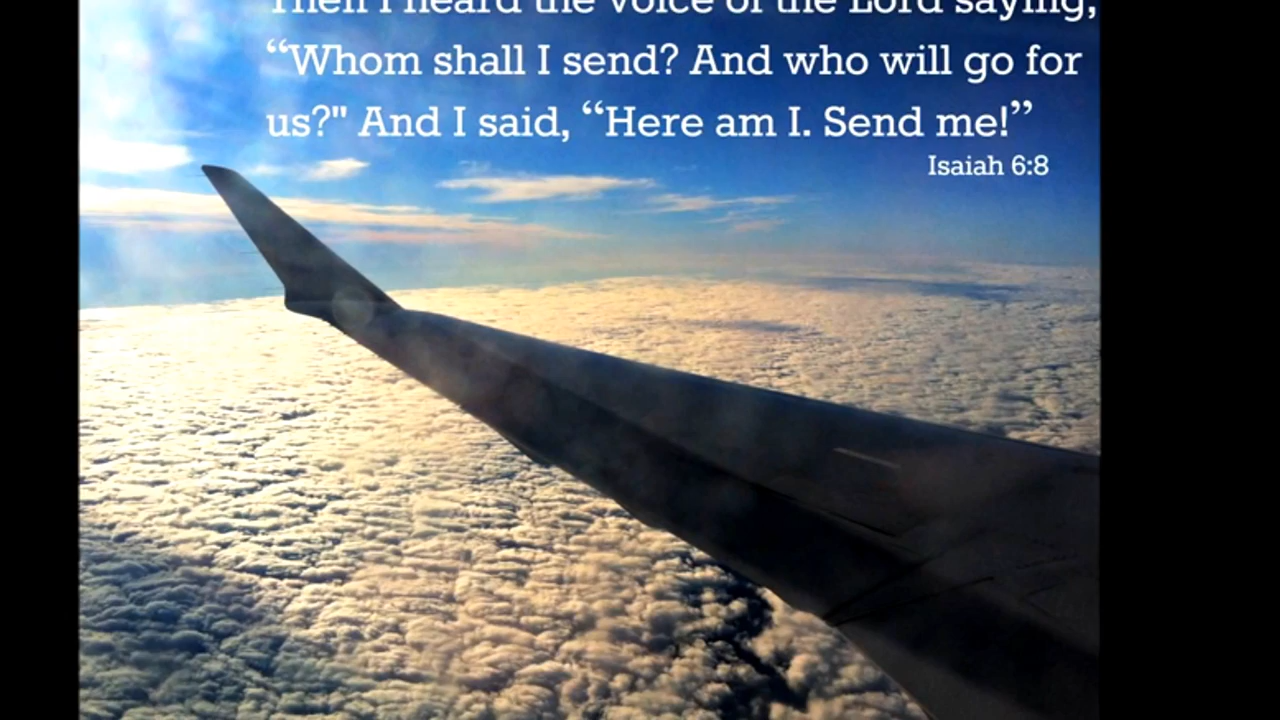 Then I heard the voice of the Lord saying,
“Whom shall I send? And who will go for
us?" And I said, “Here am I. Send me!”
Isaiah 6:8